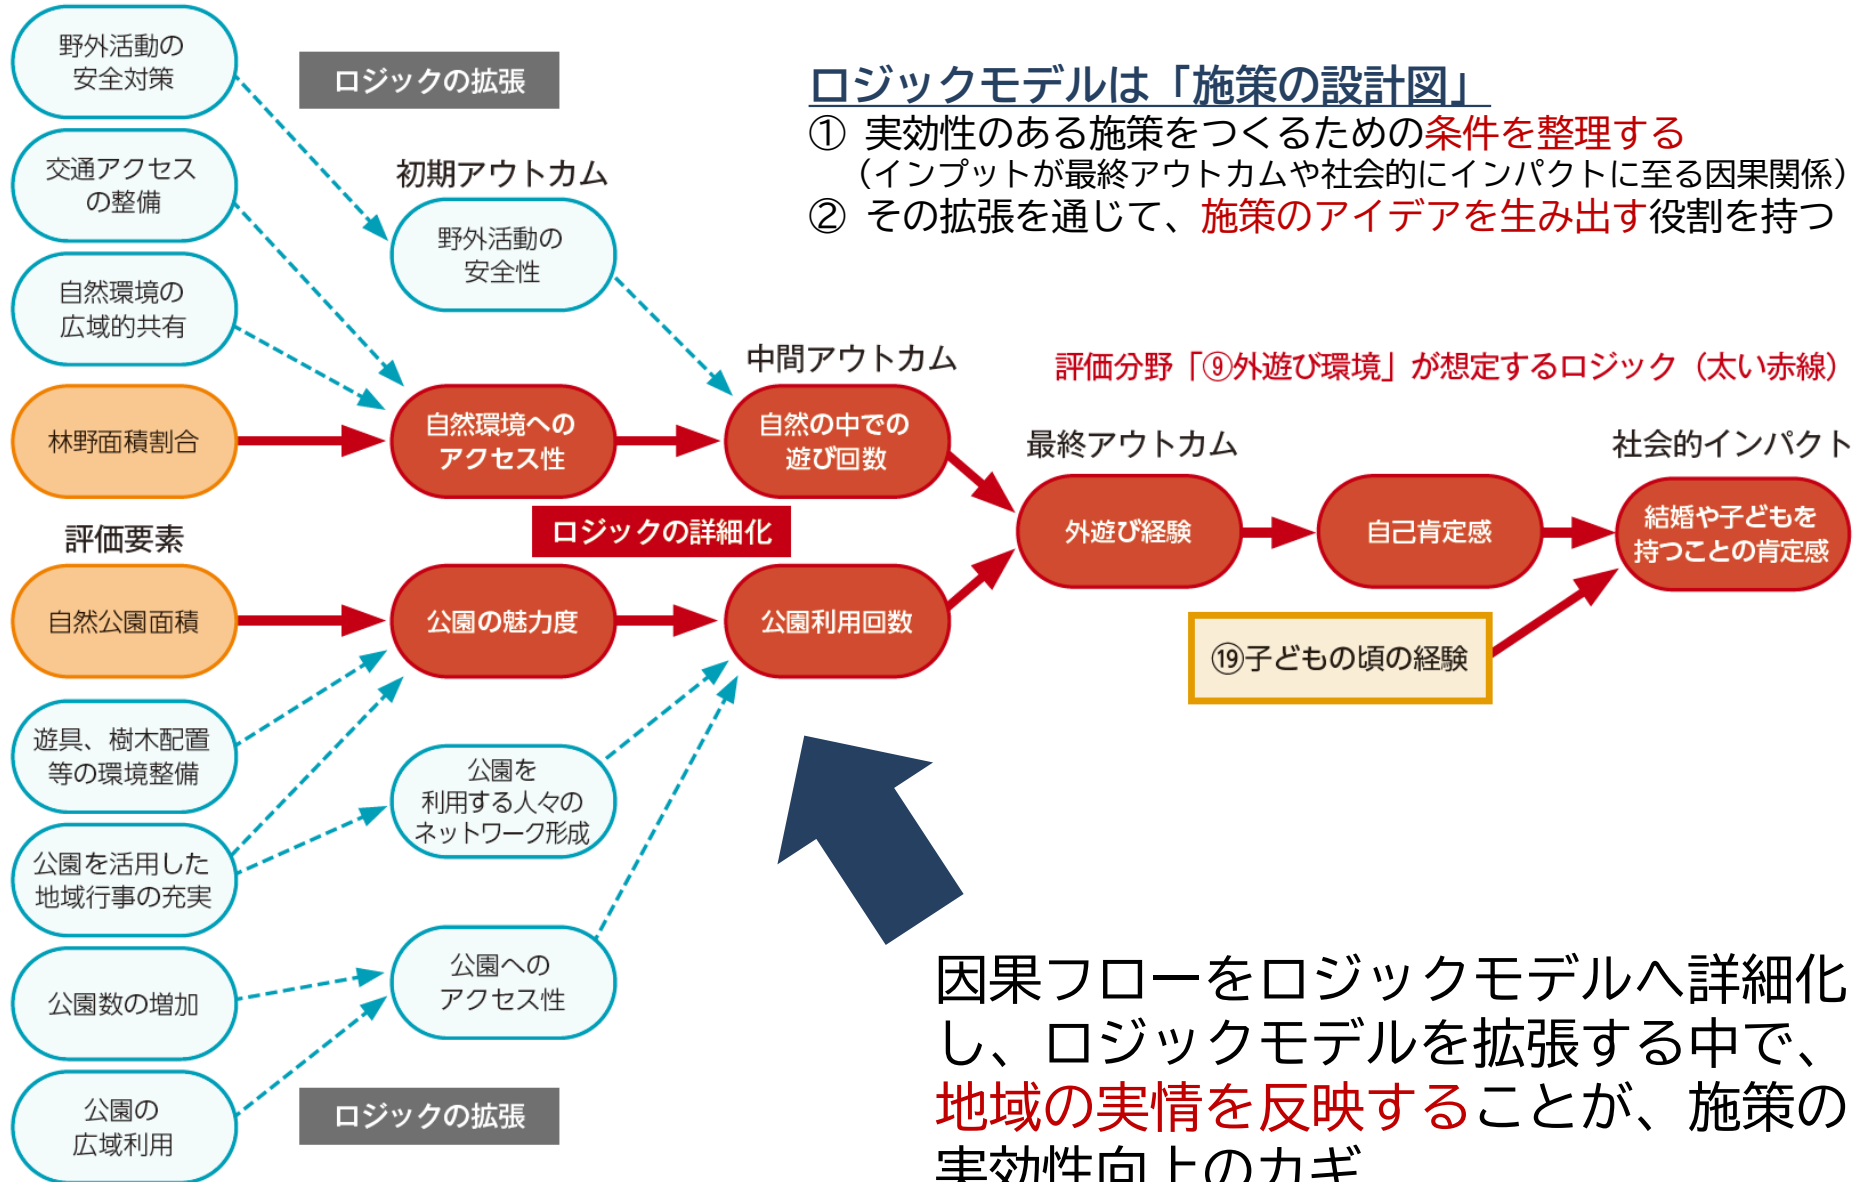 野外活動の
安全対策
ロジックの拡張
ロジックモデルは「施策の設計図」
① 実効性のある施策をつくるための条件を整理する
（インプットが最終アウトカムや社会的にインパクトに至る因果関係）
② その拡張を通じて、施策のアイデアを生み出す役割を持つ
交通アクセス
の整備
初期アウトカム
野外活動の
安全性
自然環境の
広域的共有
中間アウトカム
評価分野「⑨外遊び環境」が想定するロジック（太い赤線）
林野面積割合
自然環境への
アクセス性
自然の中での
遊び回数
最終アウトカム
社会的インパクト
評価要素
ロジックの詳細化
外遊び経験
自己肯定感
結婚や子どもを
持つことの肯定感
自然公園面積
公園の魅力度
公園利用回数
⑲子どもの頃の経験
遊具、樹木配置
等の環境整備
公園を
利用する人々の
ネットワーク形成
公園を活用した
地域行事の充実
公園への
アクセス性
公園数の増加
公園の
広域利用
ロジックの拡張
因果フローをロジックモデルへ詳細化
し、ロジックモデルを拡張する中で、
地域の実情を反映することが、施策の
実効性向上のカギ